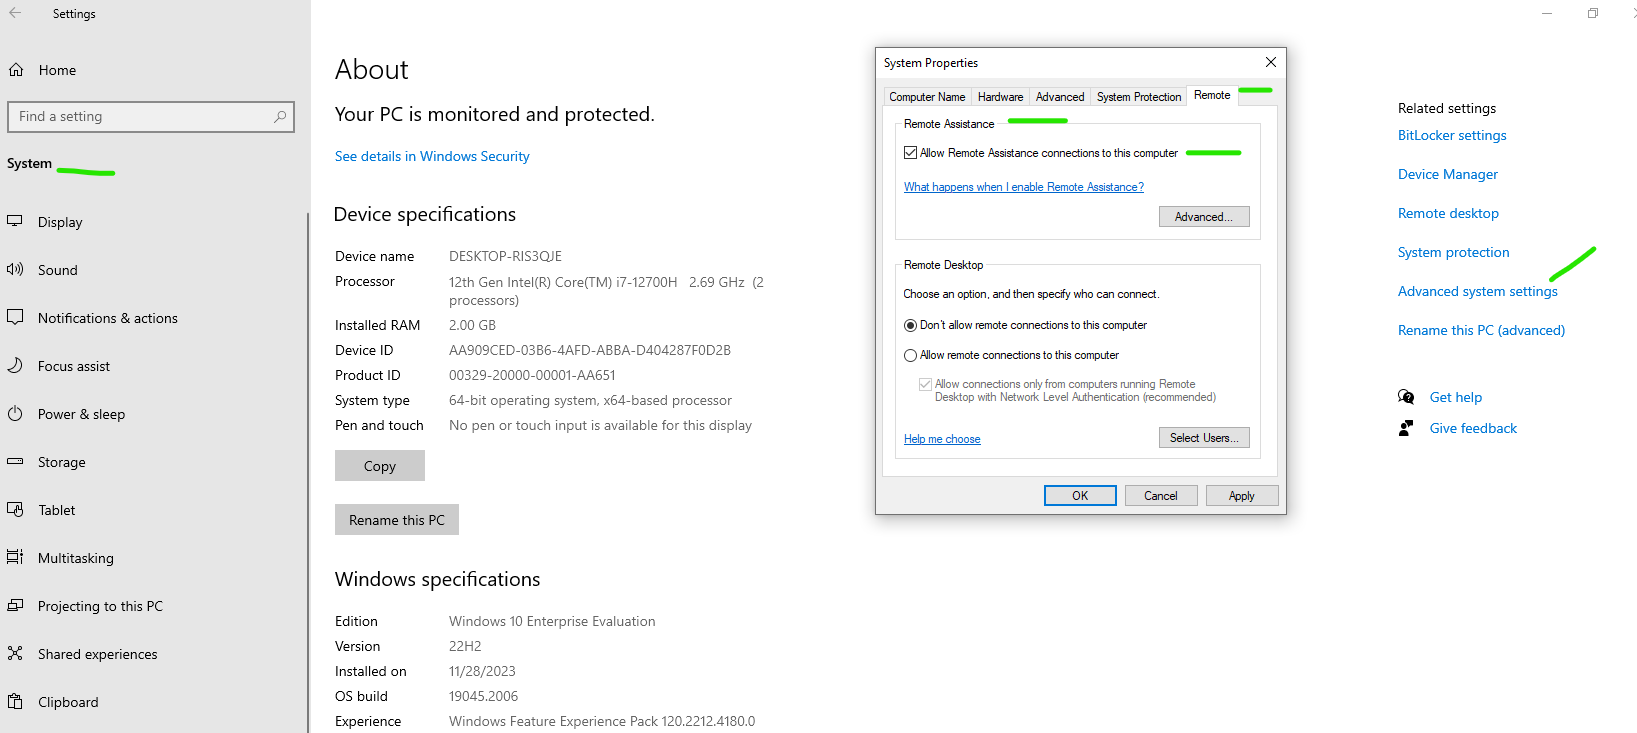 Settings
Home
Find a setting
System
Display
Sound
Notifications & actions
Focus assist
Power & sleep
Storage
Tablet
Multitasking
Projecting to this PC
Shared experiences
Clipboard
About
Your PC is monitored and protected.
See details in Windows Security
Device specifications
Device name DESKTOP-RIS3QJE
Processor 12th Gen Intel(R) Core(TM) i7-12700H 2.69 GHz (2
processors)
Installed RAM 2.00 GB
Device ID AA909CED-03B6-4AFD-ABBA-D404287F0D2B
Product ID 00329-20000-00001-AA651
System type 64-bit operating system, x64-based processor
Pen and touch No pen or touch input is available for this display
Copy
Rename this PC
Windows specifications
Edition Windows 10 Enterprise Evaluation
Version 22H2
Installed on 11/28/2023
OS build 19045.2006
Experience Windows Feature Experience Pack 120.2212.4180.0
System Properties
Computer Name Hardware Advanced System Protection Remote
Remote Assistance
Allow Remote Assistance connections to this computer
What happens when I enable Remote Assistance?
Advanced...
Remote Desktop
Choose an option, and then specify who can connect.
Don't allow remote connections to this computer
Allow remote connections to this computer
Allow connections only from computers running Remote
Desktop with Network Level Authentication (recommended)
Help me choose
Select Users...
OK Cancel Apply
Related settings
BitLocker settings
Device Manager
Remote desktop
System protection
Advanced system settings
Rename this PC (advanced)
Get help
Give feedback